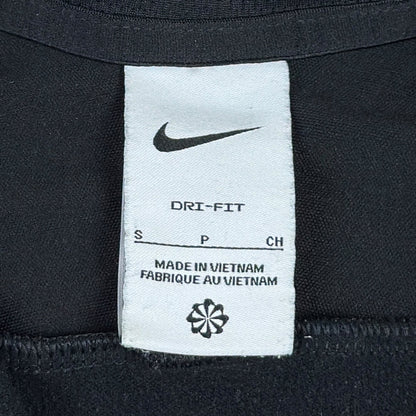 DRI-FIT
S P CH
MADE IN VIETNAM
FABRIQUE AU VIETNAM